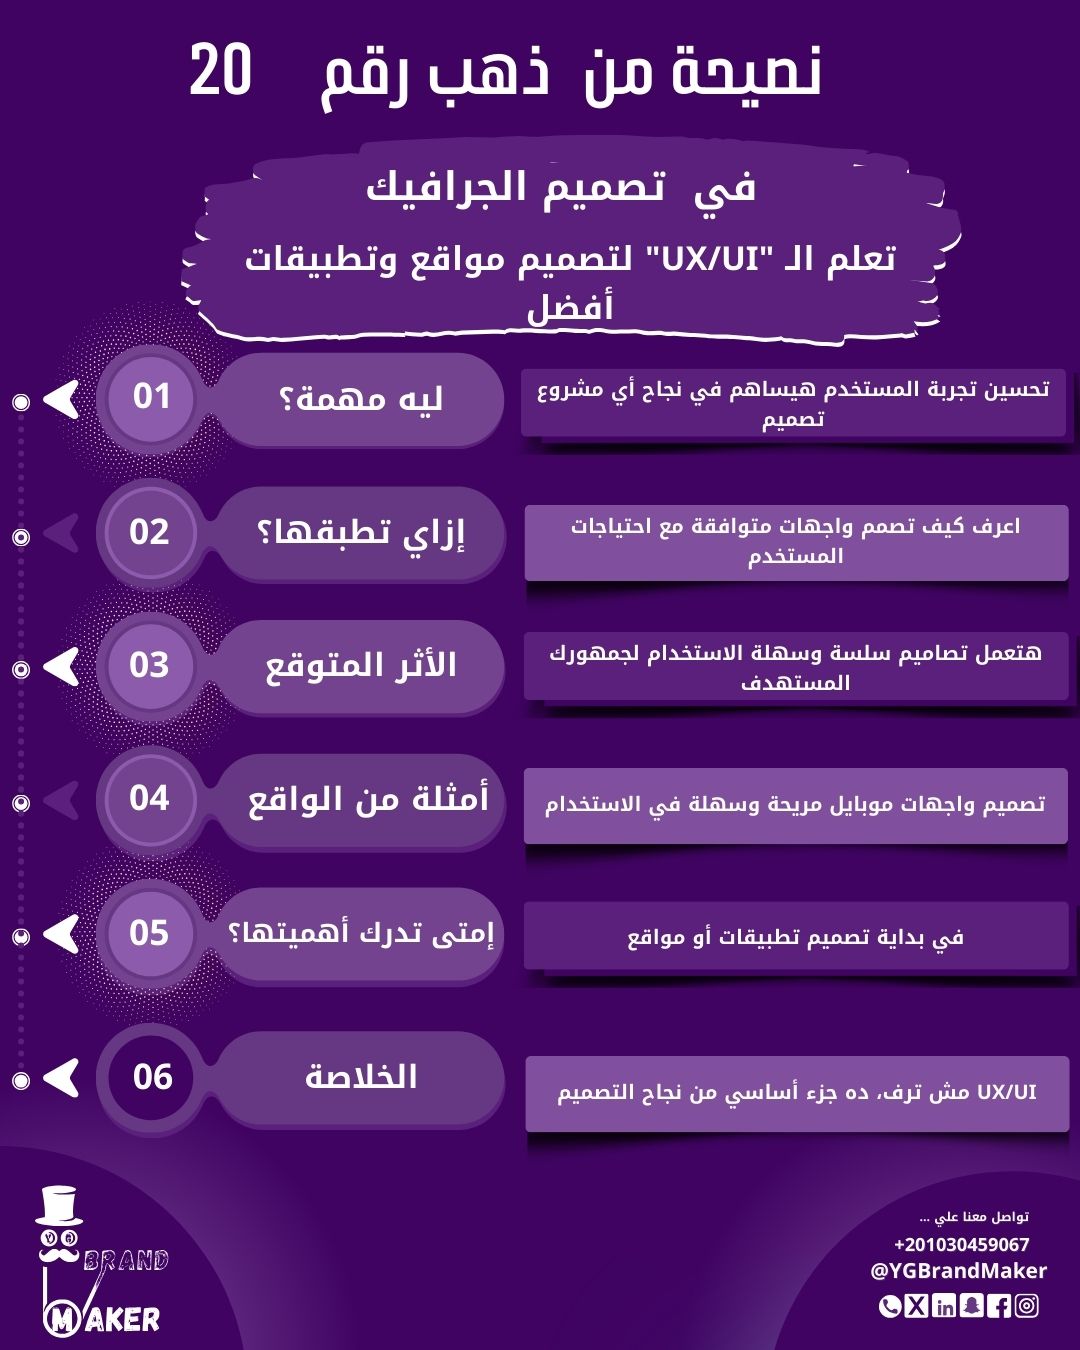 نصيحة من ذهب رقم 20
في تصميم الجرافيك
تعلم الـ "UX/UI" لتصميم مواقع وتطبيقات
أفضل
01
ليه مهمة؟
تحسين تجربة المستخدم هيساهم في نجاح أي مشروع
تصميم
02
إزاي تطبقها؟
اعرف كيف تصمم واجهات متوافقة مع احتياجات
المستخدم
03
الأثر المتوقع
هتعمل تصاميم سلسة وسهلة الاستخدام لجمهورك
المستهدف
04
أمثلة من الواقع
تصميم واجهات موبايل مريحة وسهلة في الاستخدام
05
إمتى تدرك أهميتها؟
في بداية تصميم تطبيقات أو مواقع
06
الخلاصة
UX/UI مش ترف، ده جزء أساسي من نجاح التصميم
تواصل معنا علي ...
+201030459067
@YGBrandMaker
BRAND
MAKER